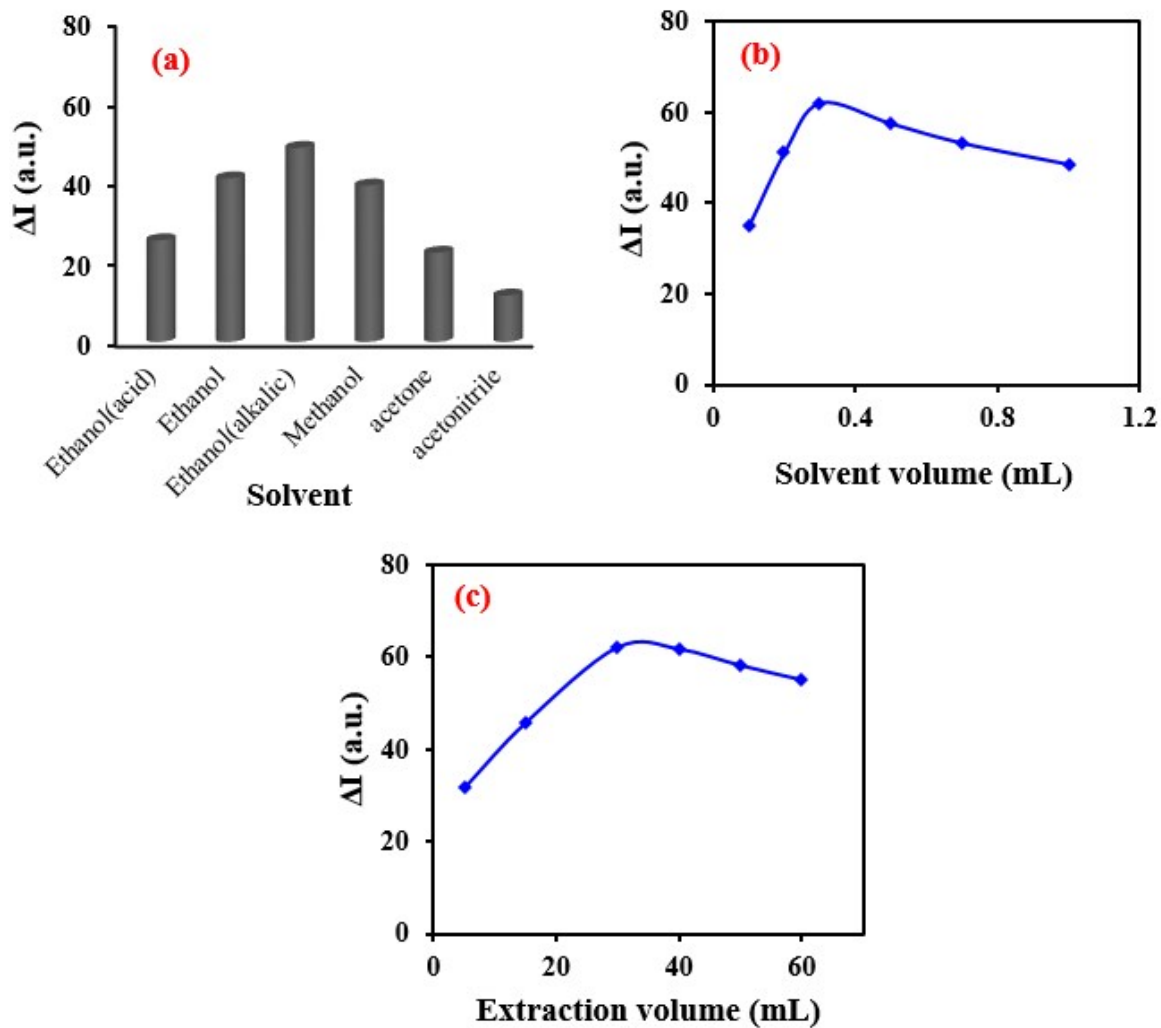 (a)
ΔI (a.u.)
80
60
40
20
0
Ethanol(acid)
Ethanol
Ethanol(alkalic)
Methanol
acetone
acetonitrile
Solvent
(b)
ΔI (a.u.)
80
60
40
20
0
0 0.4 0.8 1.2
Solvent volume (mL)
(c)
ΔI (a.u.)
80
60
40
20
0
0 20 40 60
Extraction volume (mL)